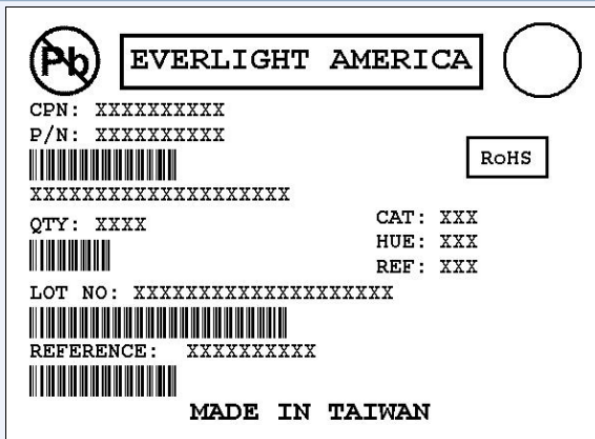 Pb EVERLIGHT AMERICA
CPN: XXXXXXXXXX
P/N: XXXXXXXXXX
RoHS
XXXXXXXXXXXXXXXXXXXX
QTY: XXXX
CAT: XXX
HUE: XXX
REF: XXX
LOT NO: XXXXXXXXXXXXXXXXXXXX
REFERENCE: XXXXXXXXXX
MADE IN TAIWAN